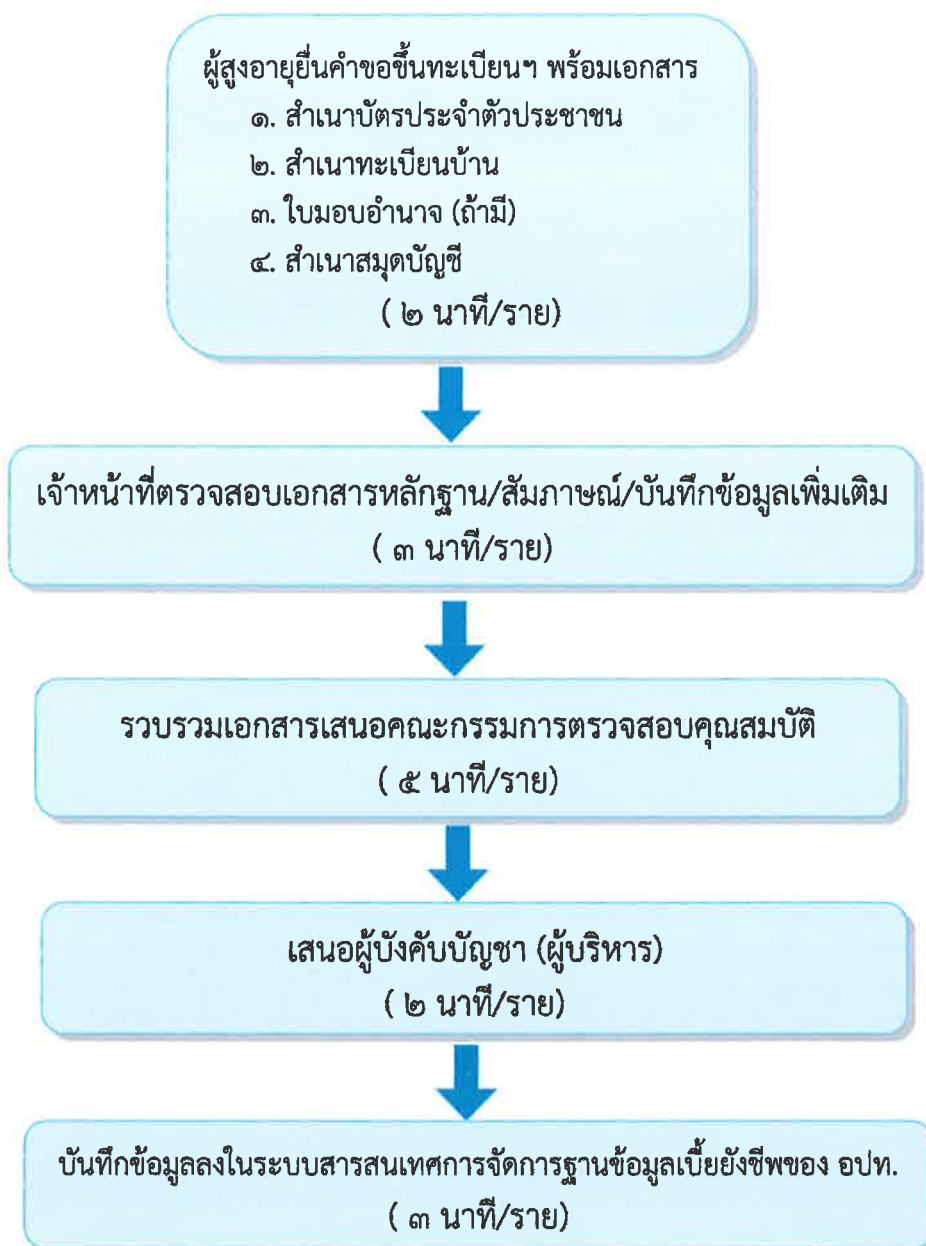 ผู้สูงอายุยื่นคำขอขึ้นทะเบียนฯ พร้อมเอกสาร
๑. สำเนาบัตรประจำตัวประชาชน
๒. สำเนาทะเบียนบ้าน
๓. ใบมอบอำนาจ (ถ้ามี)
๔. สำเนาสมุดบัญชี
( ๒ นาที/ราย)
เจ้าหน้าที่ตรวจสอบเอกสารหลักฐาน/สัมภาษณ์/บันทึกข้อมูลเพิ่มเติม
( ๓ นาที/ราย)
รวบรวมเอกสารเสนอคณะกรรมการตรวจสอบคุณสมบัติ
( ๕ นาที/ราย)
เสนอผู้บังคับบัญชา (ผู้บริหาร)
( ๒ นาที/ราย)
บันทึกข้อมูลลงในระบบสารสนเทศการจัดการฐานข้อมูลเบี้ยยังชีพของ อปท.
( ๓ นาที/ราย)